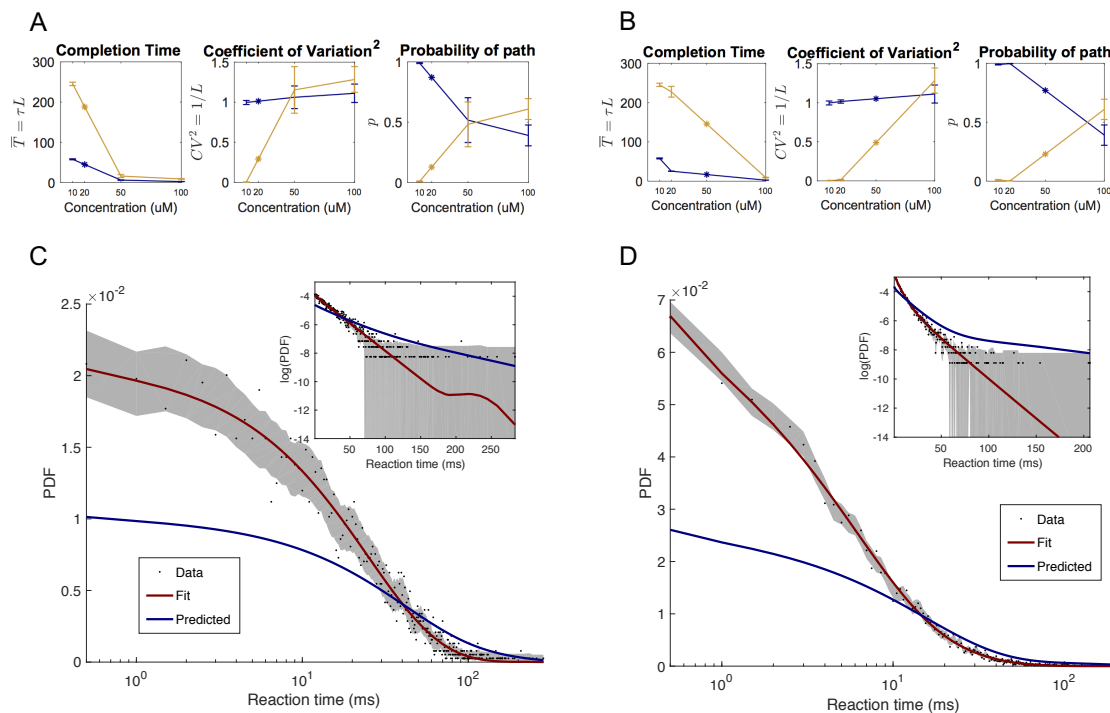 A
Completion Time
Coefficient of Variation²
Probability of path
300
200
100
0
T̅ = τL
10 20 50 100
Concentration (uM)
1.5
1
0.5
0
CV² = 1/L
10 20 50 100
Concentration (uM)
1
0.5
0
p
10 20 50 100
Concentration (uM)
B
Completion Time
Coefficient of Variation²
Probability of path
300
200
100
0
T̅ = τL
10 20 50 100
Concentration (uM)
1.5
1
0.5
0
CV² = 1/L
10 20 50 100
Concentration (uM)
1
0.5
0
p
10 20 50 100
Concentration (uM)
C
×10⁻²
2.5
2
1.5
1
0.5
0
PDF
10⁰ 10¹ 10²
Reaction time (ms)
Data
Fit
Predicted
-4
-6
-8
-10
-12
-14
log(PDF)
50 100 150 200 250
Reaction time (ms)
D
×10⁻²
7
6
5
4
3
2
1
0
PDF
10⁰ 10¹ 10²
Reaction time (ms)
Data
Fit
Predicted
-4
-6
-8
-10
-12
-14
log(PDF)
50 100 150 200
Reaction time (ms)